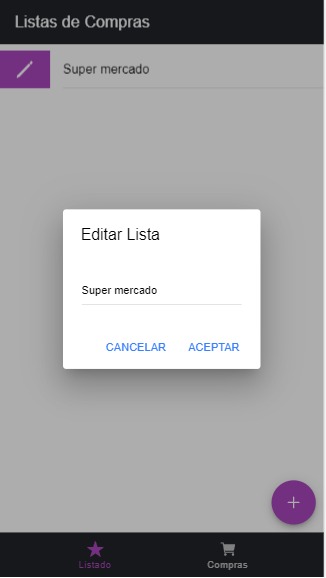 Listas de Compras
Super mercado
Editar Lista
Super mercado
CANCELAR ACEPTAR
Listado Compras